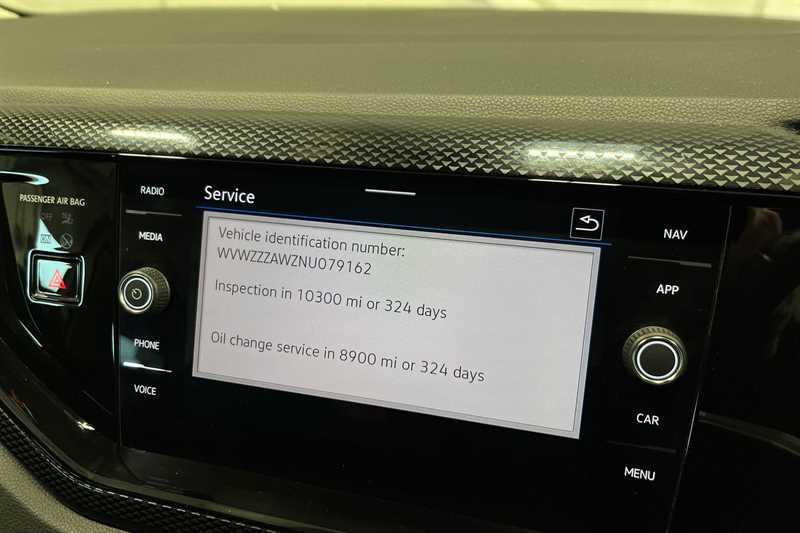 PASSENGER AIR BAG
OFF
RADIO
MEDIA
PHONE
VOICE
Service
Vehicle identification number:
WVWZZZAWZNU079162
Inspection in 10300 mi or 324 days
Oil change service in 8900 mi or 324 days
NAV
APP
CAR
MENU